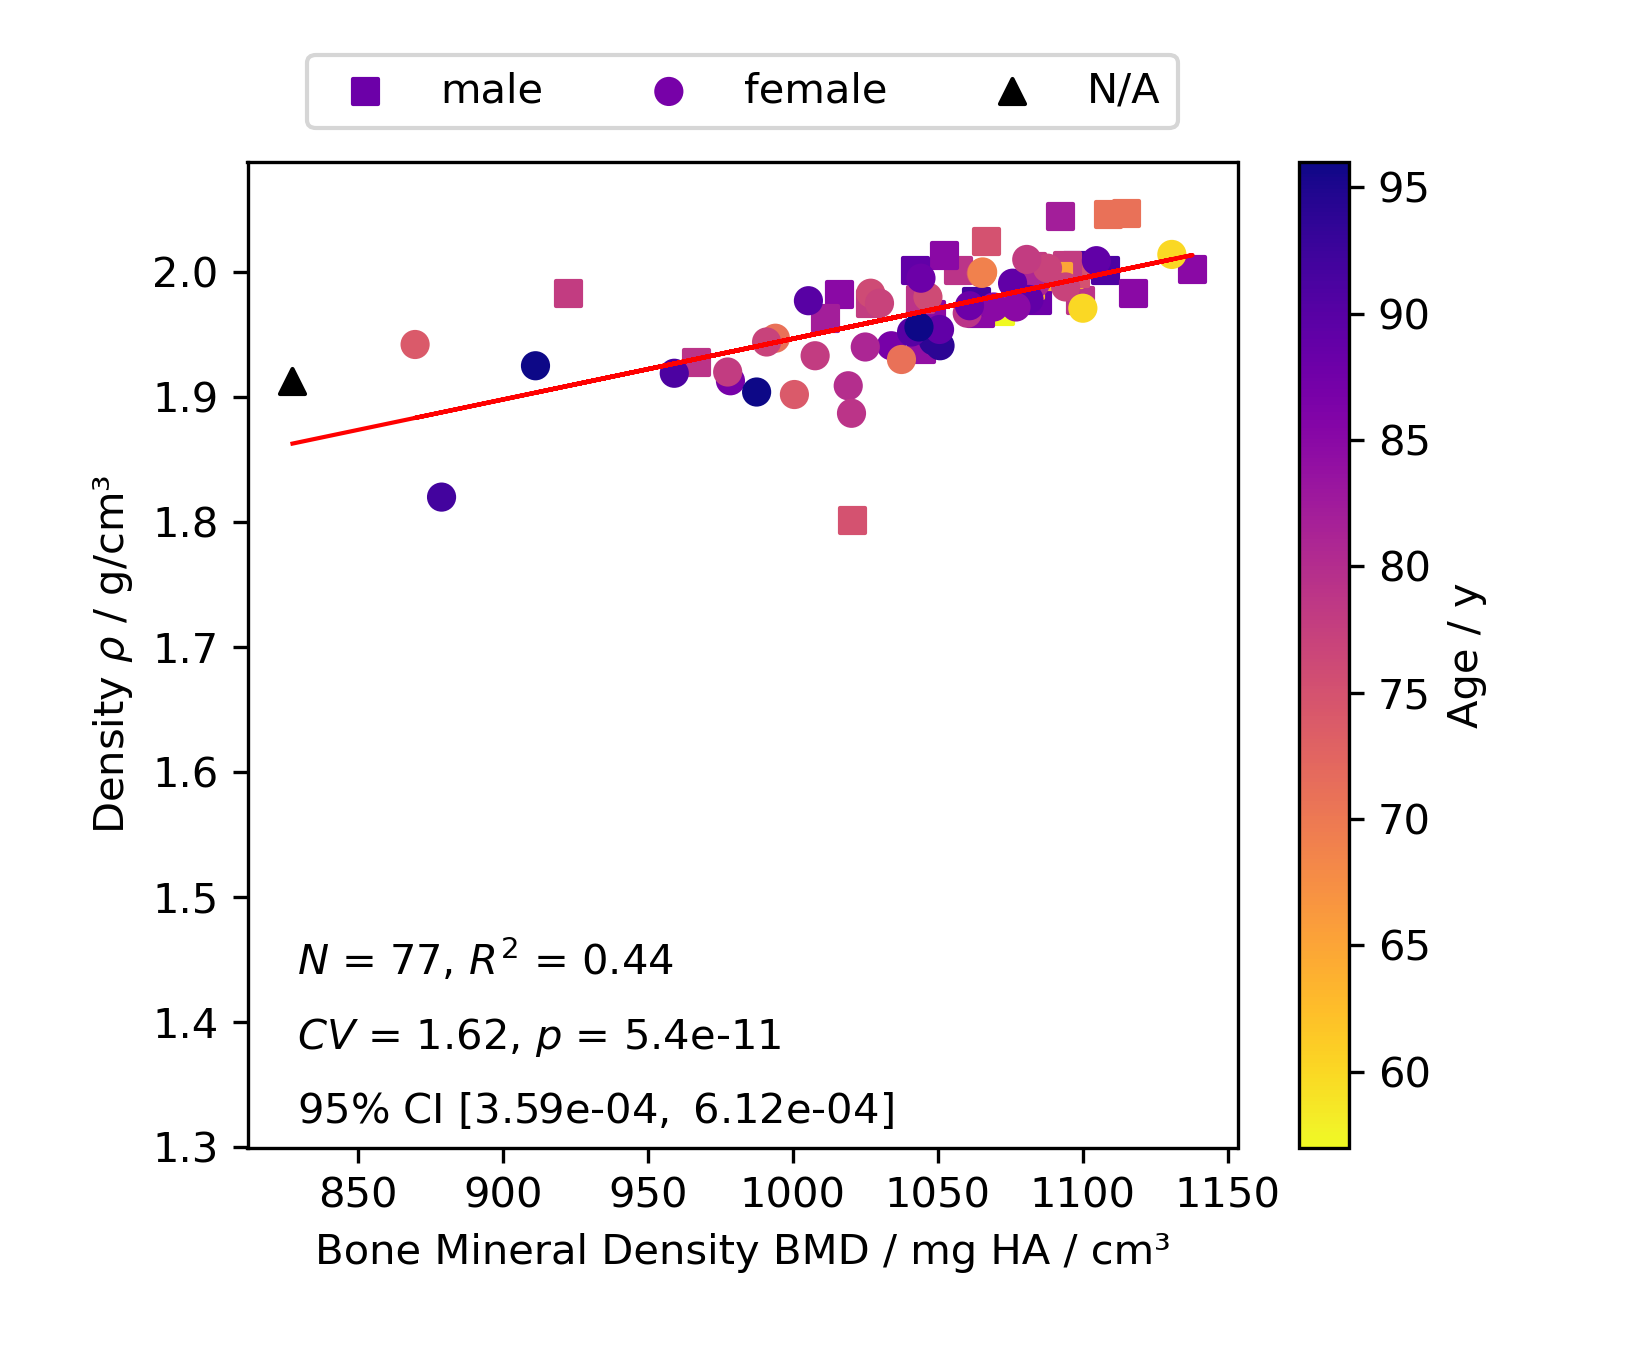 male female N/A
2.0
1.9
1.8
1.7
1.6
1.5
1.4
1.3
Density ρ / g/cm³
N = 77, R² = 0.44
CV = 1.62, p = 5.4e-11
95% CI [3.59e-04, 6.12e-04]
850 900 950 1000 1050 1100 1150
Bone Mineral Density BMD / mg HA / cm³
95
90
85
80
75
70
65
60
Age / y